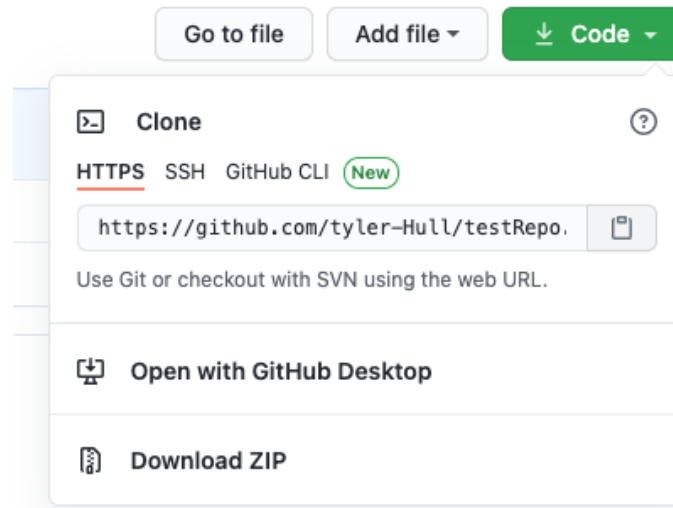 Go to file Add file Code
Clone
HTTPS SSH GitHub CLI New
https://github.com/tyler-Hull/testRepo.
Use Git or checkout with SVN using the web URL.
Open with GitHub Desktop
Download ZIP